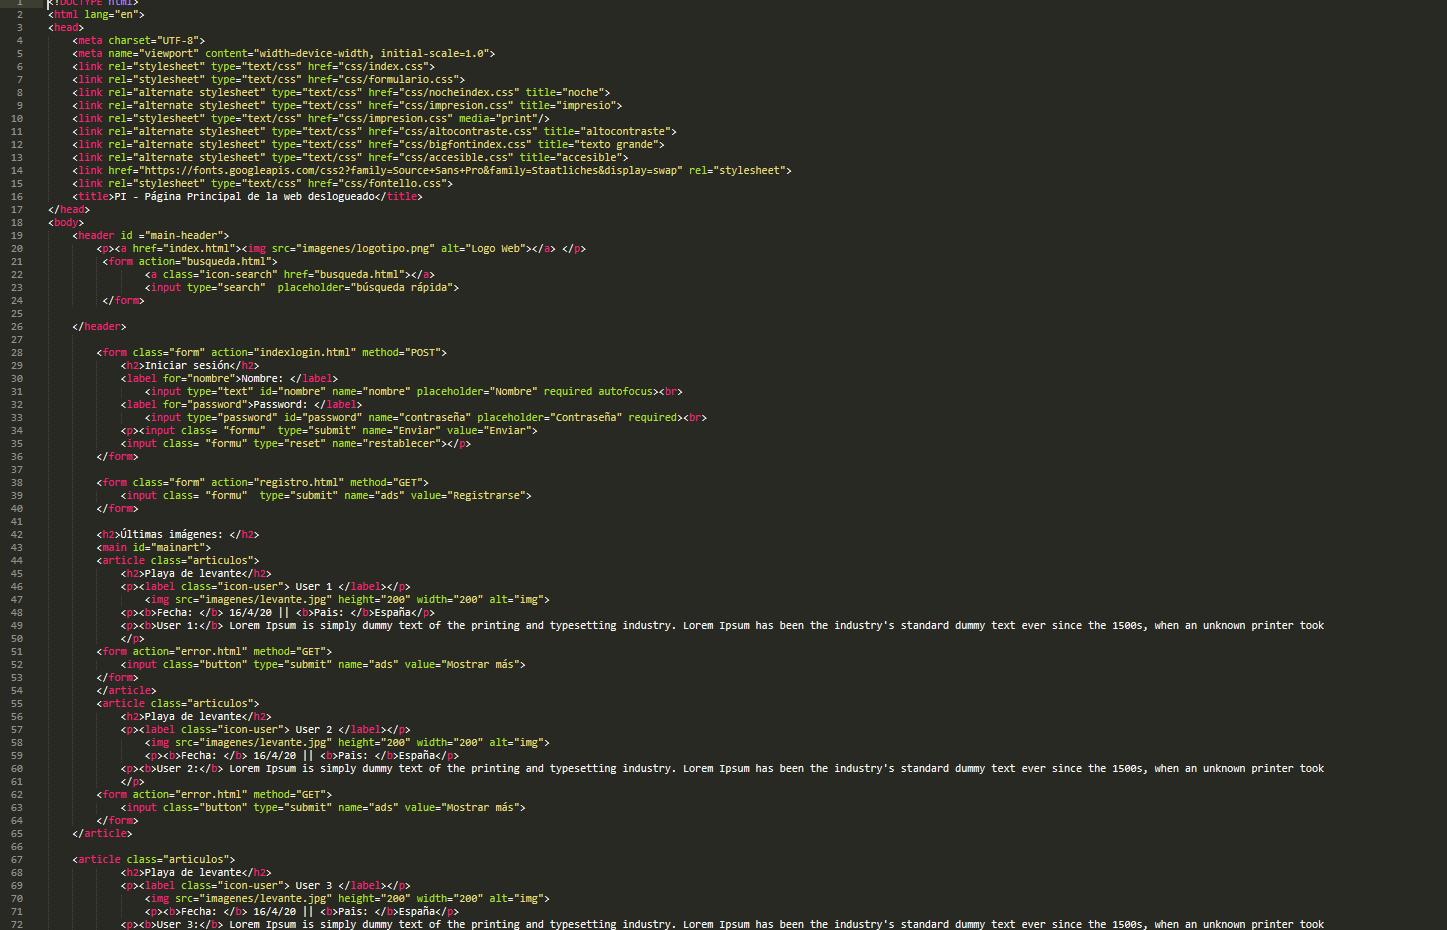 1 <!DOCTYPE html>
2 <html lang="en">
3 <head>
4 <meta charset="UTF-8">
5 <meta name="viewport" content="width=device-width, initial-scale=1.0">
6 <link rel="stylesheet" type="text/css" href="css/index.css">
7 <link rel="stylesheet" type="text/css" href="css/formulario.css">
8 <link rel="alternate stylesheet" type="text/css" href="css/nocheindex.css" title="noche">
9 <link rel="alternate stylesheet" type="text/css" href="css/impresion.css" title="impresio">
10 <link rel="stylesheet" type="text/css" href="css/impresion.css" media="print"/>
11 <link rel="alternate stylesheet" type="text/css" href="css/altocontraste.css" title="altocontraste">
12 <link rel="alternate stylesheet" type="text/css" href="css/bigfontindex.css" title="texto grande">
13 <link rel="alternate stylesheet" type="text/css" href="css/accesible.css" title="accesible">
14 <link href="https://fonts.googleapis.com/css2?family=Source+Sans+Pro&family=Staatliches&display=swap" rel="stylesheet">
15 <link rel="stylesheet" type="text/css" href="css/fontello.css">
16 <title>PI - Página Principal de la web deslogueado</title>
17 </head>
18 <body>
19 <header id ="main-header">
20 <p><a href="index.html"><img src="imagenes/logotipo.png" alt="Logo Web"></a> </p>
21 <form action="busqueda.html">
22 <a class="icon-search" href="busqueda.html"></a>
23 <input type="search"  placeholder="búsqueda rápida">
24 </form>
25
26 </header>
27
28 <form class="form" action="indexlogin.html" method="POST">
29 <h2>Iniciar sesión</h2>
30 <label for="nombre">Nombre: </label>
31 <input type="text" id="nombre" name="nombre" placeholder="Nombre" required autofocus><br>
32 <label for="password">Password: </label>
33 <input type="password" id="password" name="contraseña" placeholder="Contraseña" required><br>
34 <p><input class= "formu"  type="submit" name="Enviar" value="Enviar">
35 <input class= "formu" type="reset" name="restablecer"></p>
36 </form>
37
38 <form class="form" action="registro.html" method="GET">
39 <input class= "formu"  type="submit" name="ads" value="Registrarse">
40 </form>
41
42 <h2>Últimas imágenes: </h2>
43 <main id="mainart">
44 <article class="articulos">
45 <h2>Playa de levante</h2>
46 <p><label class="icon-user"> User 1 </label></p>
47 <img src="imagenes/levante.jpg" height="200" width="200" alt="img">
48 <p><b>Fecha: </b> 16/4/20 || <b>Pais: </b>España</p>
49 <p><b>User 1:</b> Lorem Ipsum is simply dummy text of the printing and typesetting industry. Lorem Ipsum has been the industry's standard dummy text ever since the 1500s, when an unknown printer took
50 </p>
51 <form action="error.html" method="GET">
52 <input class="button" type="submit" name="ads" value="Mostrar más">
53 </form>
54 </article>
55 <article class="articulos">
56 <h2>Playa de levante</h2>
57 <p><label class="icon-user"> User 2 </label></p>
58 <img src="imagenes/levante.jpg" height="200" width="200" alt="img">
59 <p><b>Fecha: </b> 16/4/20 || <b>Pais: </b>España</p>
60 <p><b>User 2:</b> Lorem Ipsum is simply dummy text of the printing and typesetting industry. Lorem Ipsum has been the industry's standard dummy text ever since the 1500s, when an unknown printer took
61 </p>
62 <form action="error.html" method="GET">
63 <input class="button" type="submit" name="ads" value="Mostrar más">
64 </form>
65 </article>
66
67 <article class="articulos">
68 <h2>Playa de levante</h2>
69 <p><label class="icon-user"> User 3 </label></p>
70 <img src="imagenes/levante.jpg" height="200" width="200" alt="img">
71 <p><b>Fecha: </b> 16/4/20 || <b>Pais: </b>España</p>
72 <p><b>User 3:</b> Lorem Ipsum is simply dummy text of the printing and typesetting industry. Lorem Ipsum has been the industry's standard dummy text ever since the 1500s, when an unknown printer took